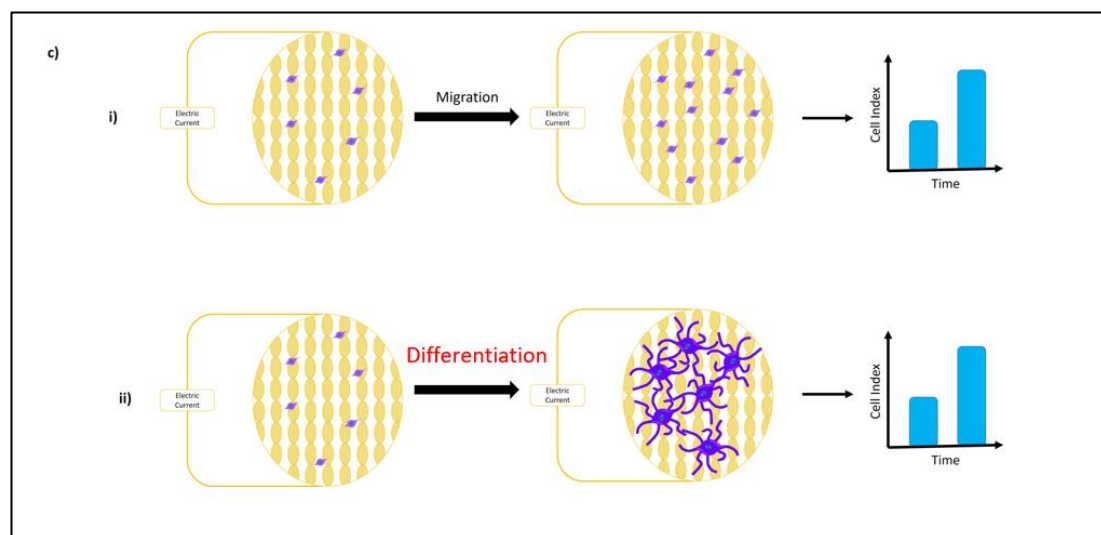 c)
i)
Electric
Current
Migration
Electric
Current
Cell Index
Time
ii)
Electric
Current
Differentiation
Electric
Current
Cell Index
Time